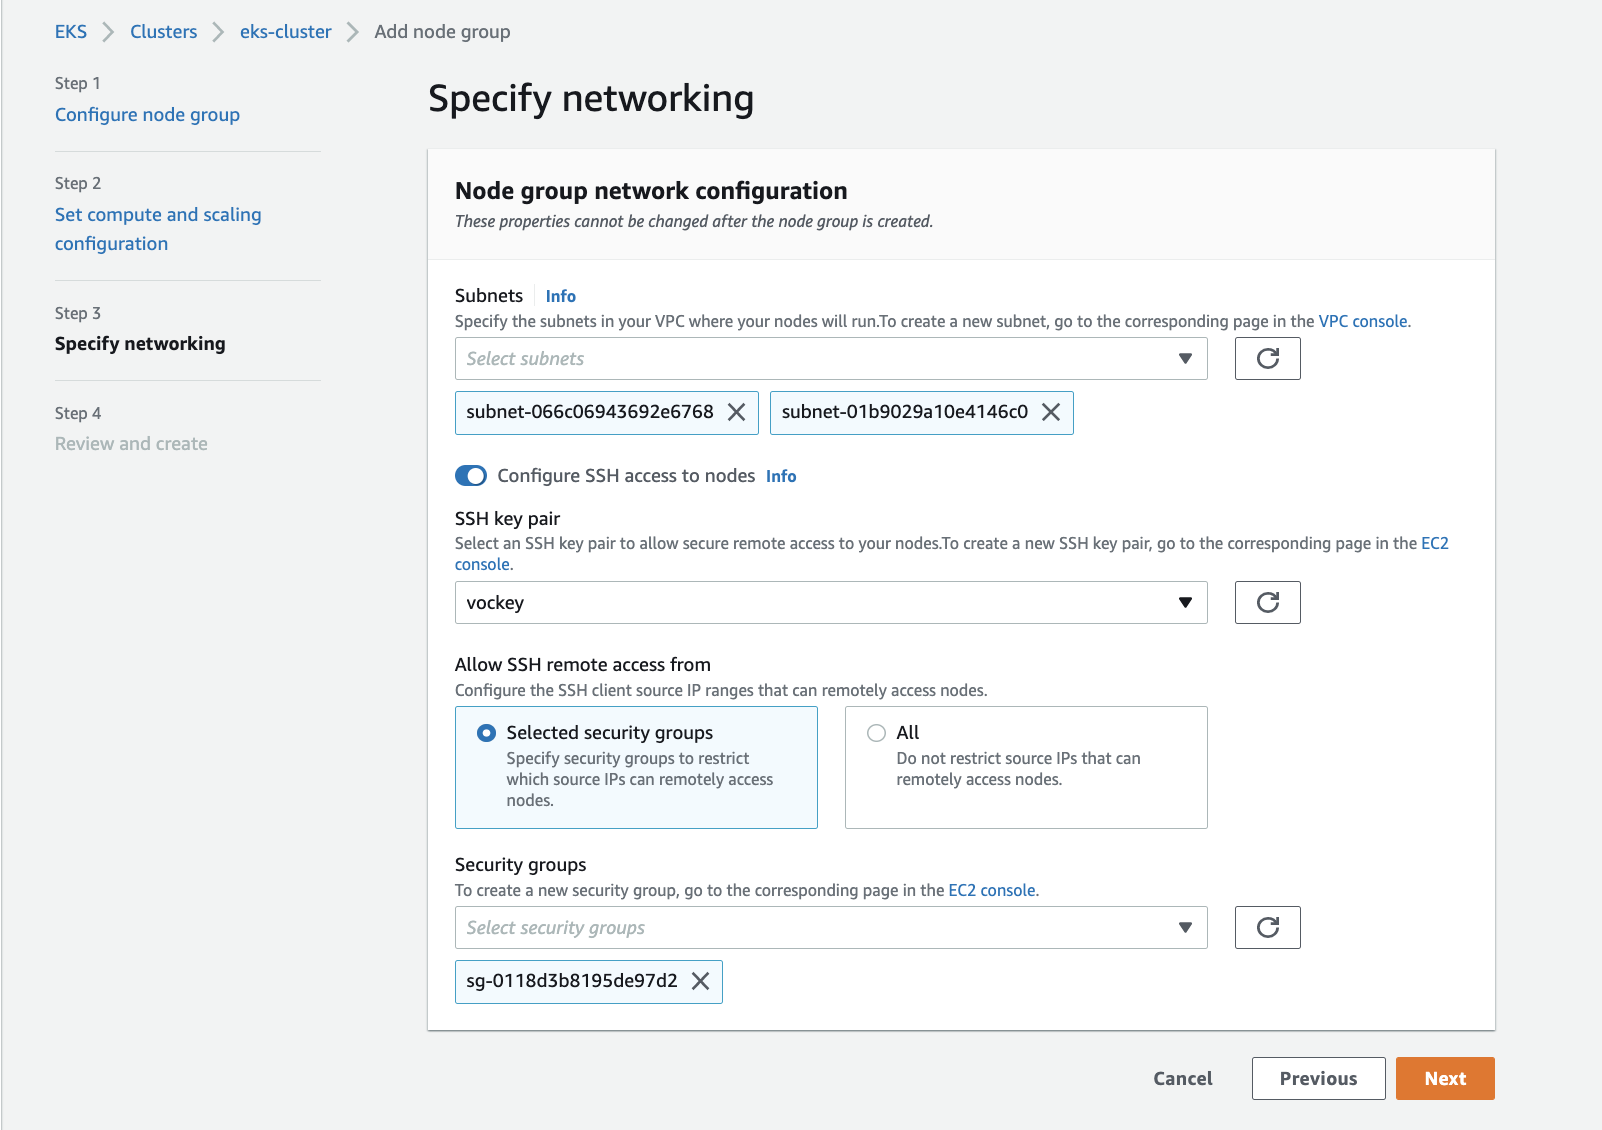 EKS > Clusters > eks-cluster > Add node group
Step 1
Configure node group
Step 2
Set compute and scaling
configuration
Step 3
Specify networking
Step 4
Review and create
Specify networking
Node group network configuration
These properties cannot be changed after the node group is created.
Subnets Info
Specify the subnets in your VPC where your nodes will run.To create a new subnet, go to the corresponding page in the VPC console.
Select subnets
subnet-066c06943692e6768 subnet-01b9029a10e4146c0
Configure SSH access to nodes Info
SSH key pair
Select an SSH key pair to allow secure remote access to your nodes.To create a new SSH key pair, go to the corresponding page in the EC2
console.
vockey
Allow SSH remote access from
Configure the SSH client source IP ranges that can remotely access nodes.
Selected security groups
Specify security groups to restrict
which source IPs can remotely access
nodes.
All
Do not restrict source IPs that can
remotely access nodes.
Security groups
To create a new security group, go to the corresponding page in the EC2 console.
Select security groups
sg-0118d3b8195de97d2
Cancel Previous Next